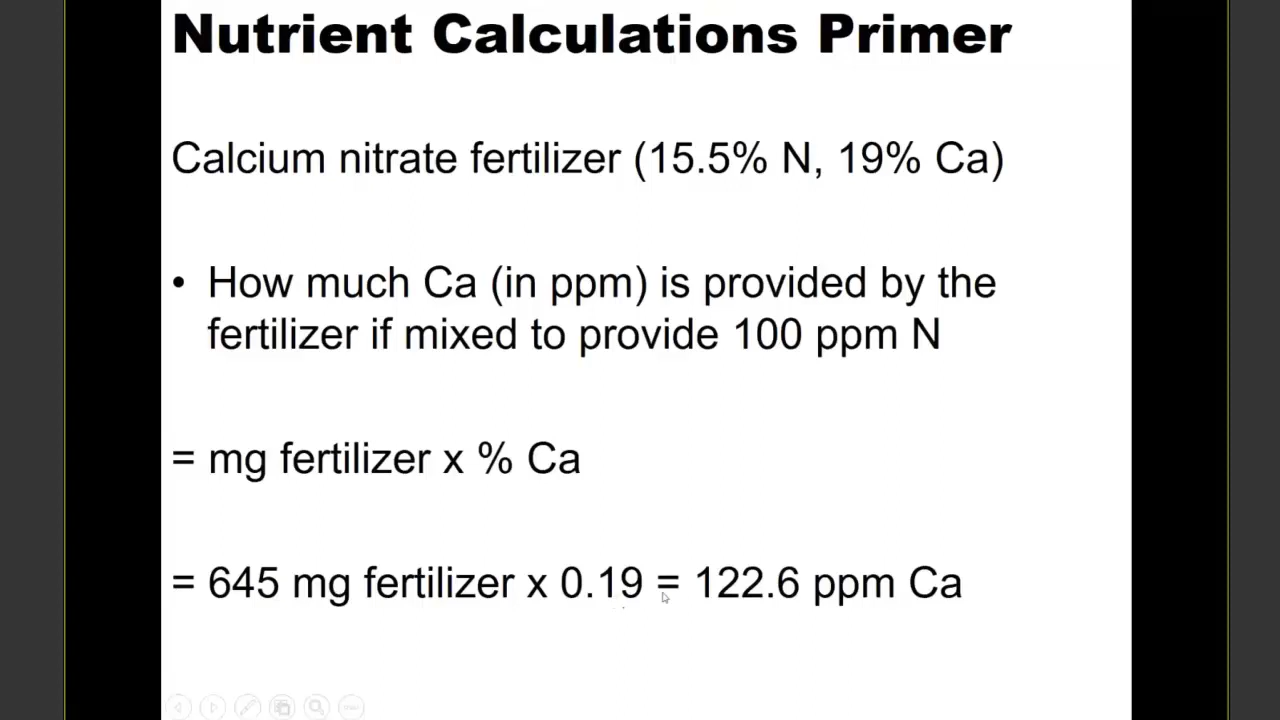 Nutrient Calculations Primer
Calcium nitrate fertilizer (15.5% N, 19% Ca)
• How much Ca (in ppm) is provided by the
fertilizer if mixed to provide 100 ppm N
= mg fertilizer x % Ca
= 645 mg fertilizer x 0.19 = 122.6 ppm Ca